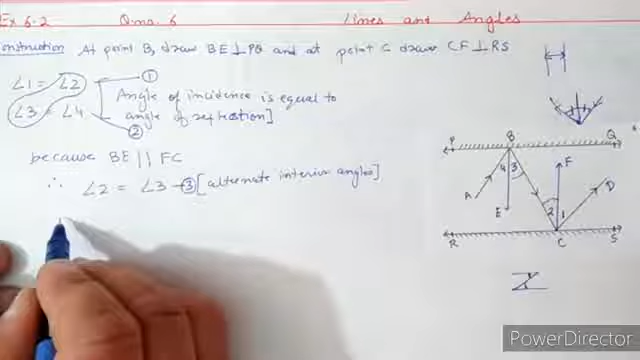 Ex 6.2 Q.no. 6 Lines and Angles
Construction At point B, draw BE⊥PQ and at point C draw CF⊥RS
∠1 = ∠2 ①
∠3 = ∠4 ②
Angle of incidence is equal to
angle of reflection]
because BE || FC
∴ ∠2 = ∠3 -③ [alternate interior angles]
P B Q
4 3 F
A D
E 2 1
R C S
Z
PowerDirector